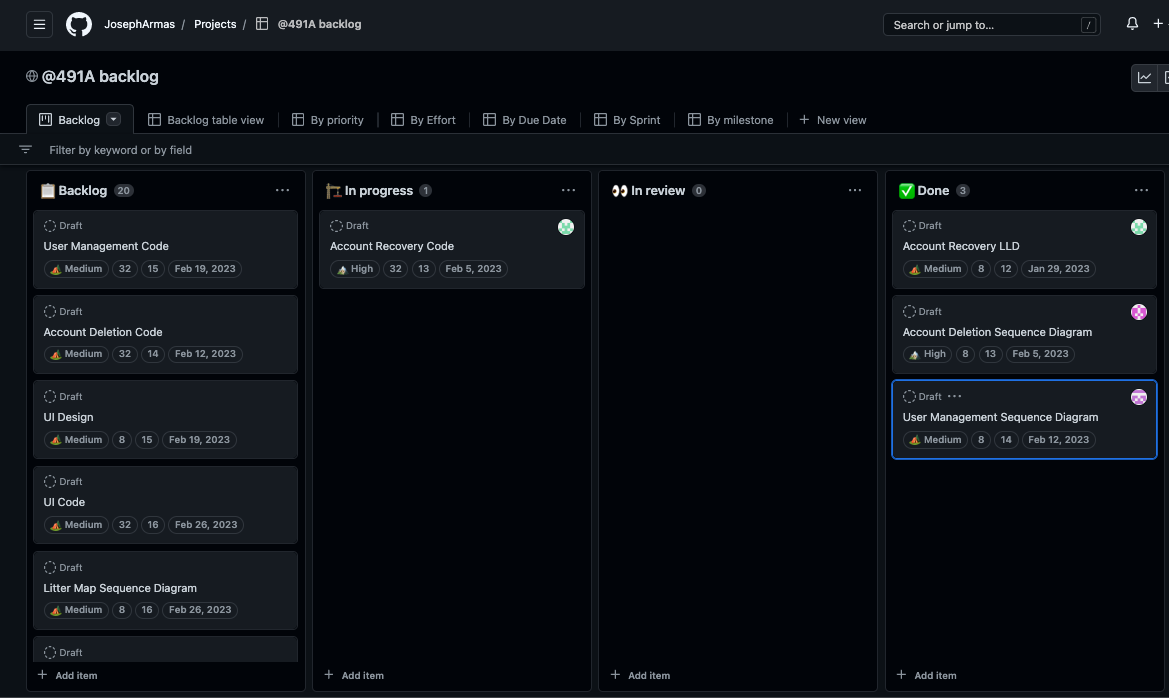 JosephArmas / Projects / @491A backlog
Search or jump to... /
@491A backlog
Backlog
Backlog table view
By priority
By Effort
By Due Date
By Sprint
By milestone
New view
Filter by keyword or by field
Backlog 20
Draft
User Management Code
Medium 32 15 Feb 19, 2023
Draft
Account Deletion Code
Medium 32 14 Feb 12, 2023
Draft
UI Design
Medium 8 15 Feb 19, 2023
Draft
UI Code
Medium 32 16 Feb 26, 2023
Draft
Litter Map Sequence Diagram
Medium 8 16 Feb 26, 2023
Draft
Add item
In progress 1
Draft
Account Recovery Code
High 32 13 Feb 5, 2023
Add item
In review 0
Add item
Done 3
Draft
Account Recovery LLD
Medium 8 12 Jan 29, 2023
Draft
Account Deletion Sequence Diagram
High 8 13 Feb 5, 2023
Draft
User Management Sequence Diagram
Medium 8 14 Feb 12, 2023
Add item